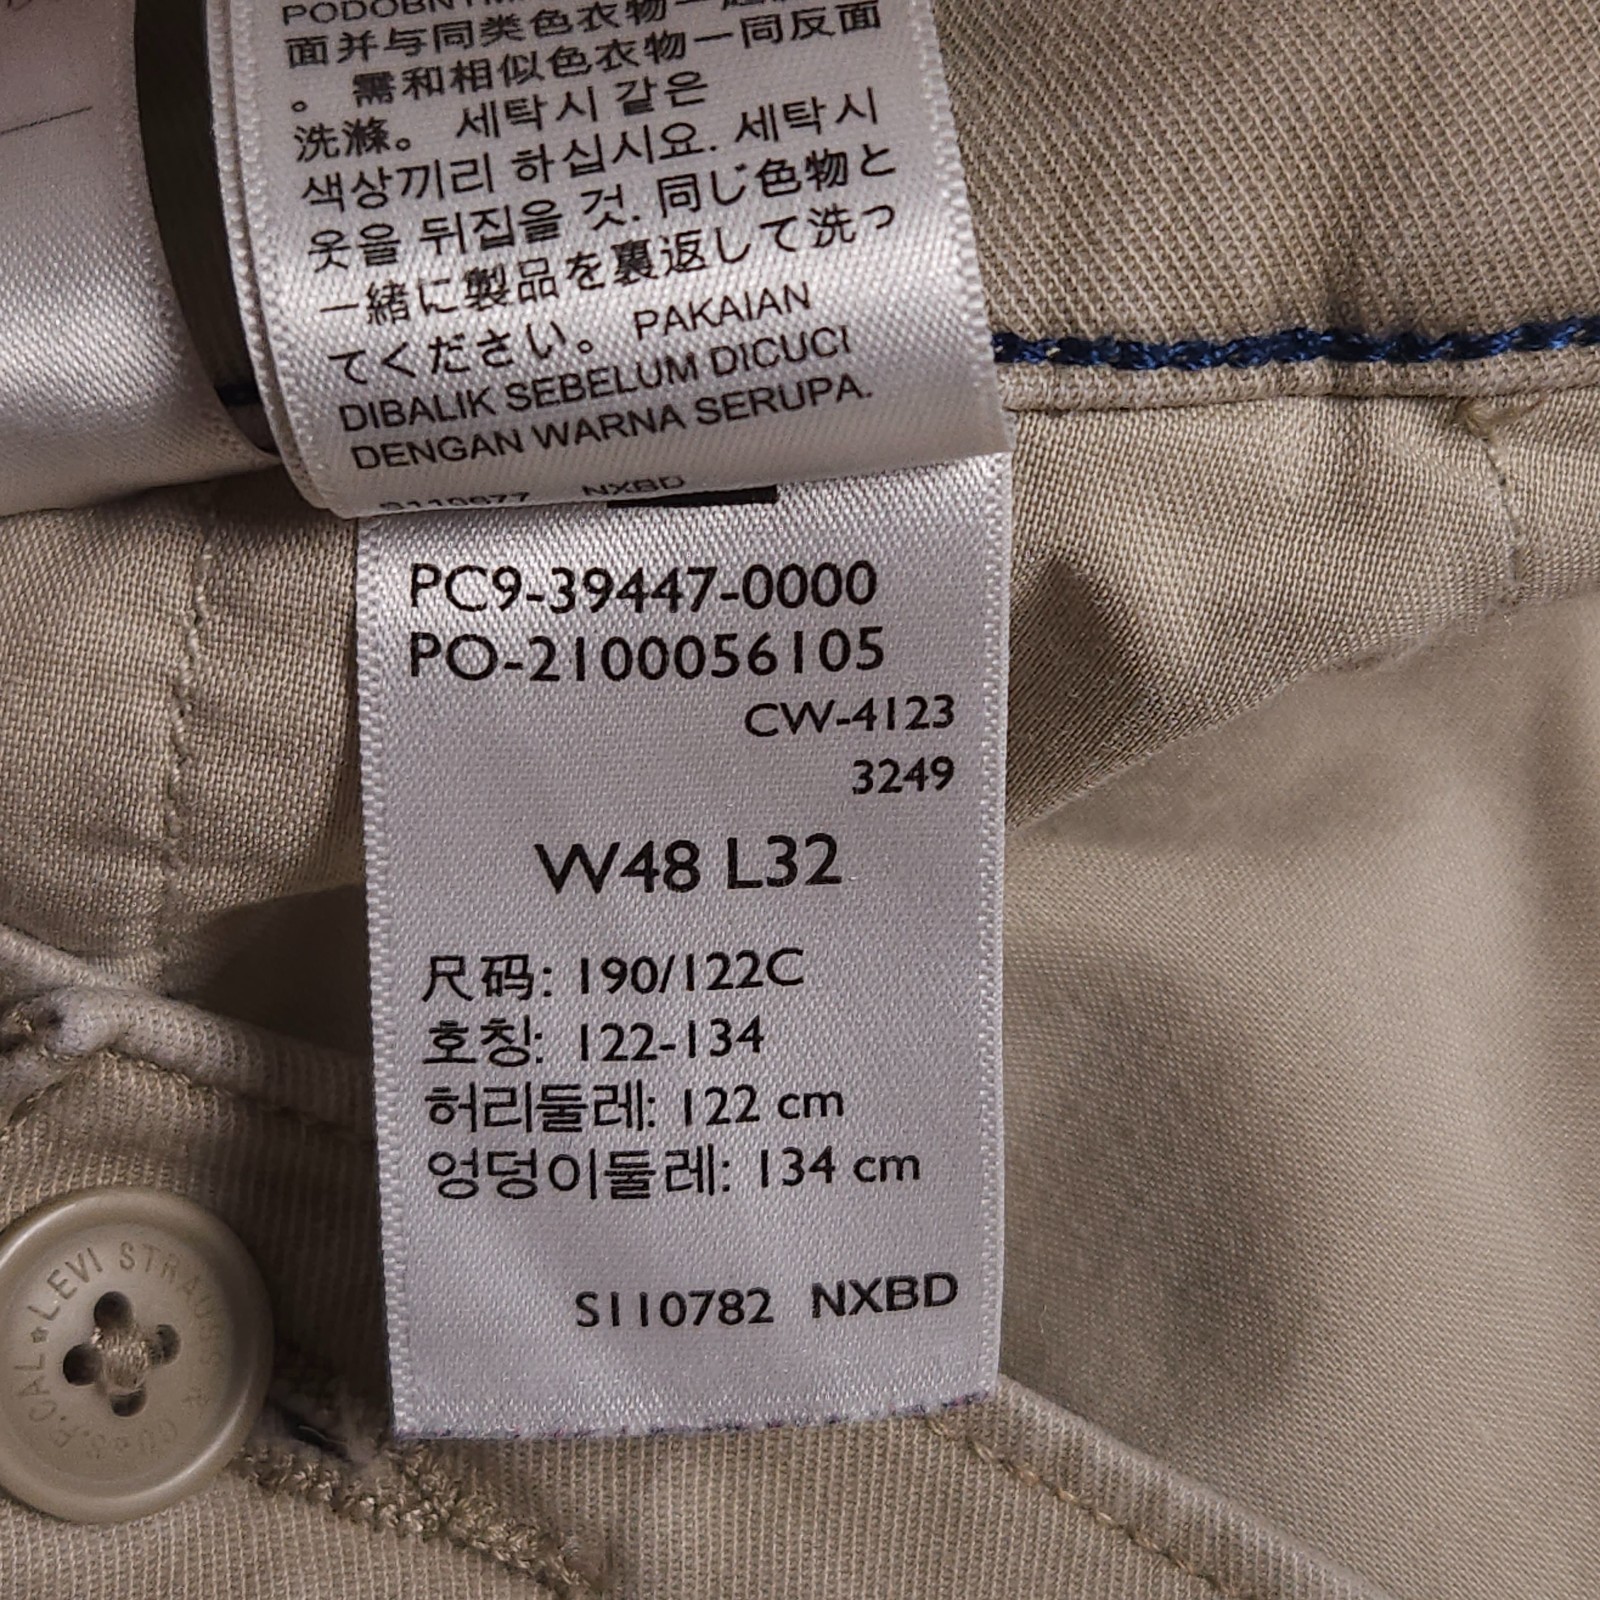 面并与同类色衣物一起洗
。需和相似色衣物一同反面
洗滌。 세탁시 같은
색상끼리 하십시요. 세탁시
옷을 뒤집을 것. 同じ色物と
一緒に製品を裏返して洗っ
てください。 PAKAIAN
DIBALIK SEBELUM DICUCI
DENGAN WARNA SERUPA.
NXBD
PC9-39447-0000
PO-2100056105
CW-4123
3249
W48 L32
尺码: 190/122C
호칭: 122-134
허리둘레: 122 cm
엉덩이둘레: 134 cm
S110782 NXBD
LEVI STRAUSS & CO S.F. CAL